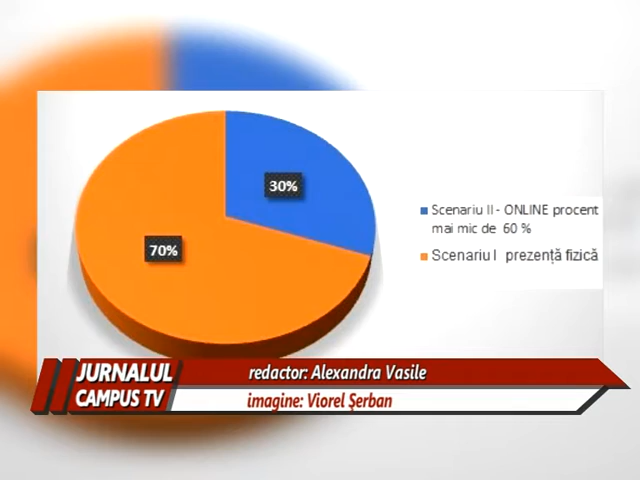 30%
70%
Scenariu II - ONLINE procent
mai mic de 60 %
Scenariu I prezență fizică
JURNALUL
CAMPUS TV
redactor: Alexandra Vasile
imagine: Viorel Şerban